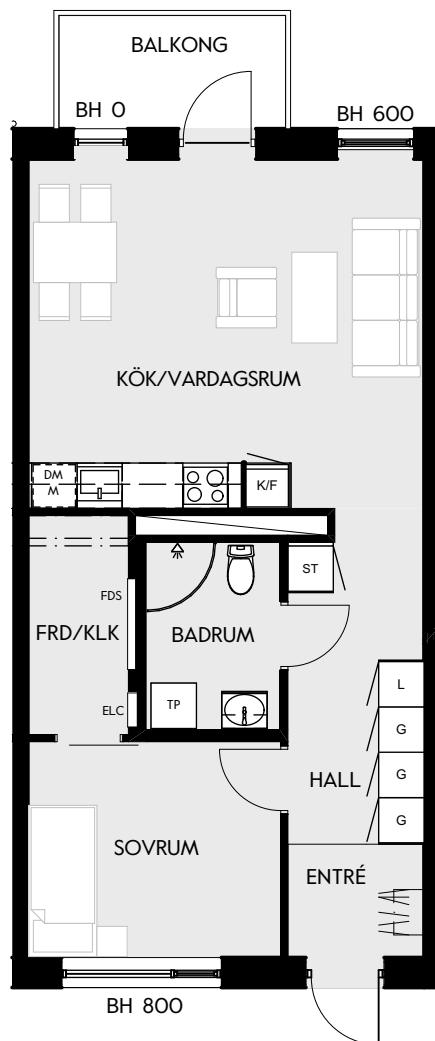 BALKONG
BH 0
BH 600
KÖK/VARDAGSRUM
DM
M
K/F
ST
FDS
FRD/KLK
BADRUM
L
ELC
TP
G
HALL
G
G
SOVRUM
ENTRÉ
BH 800